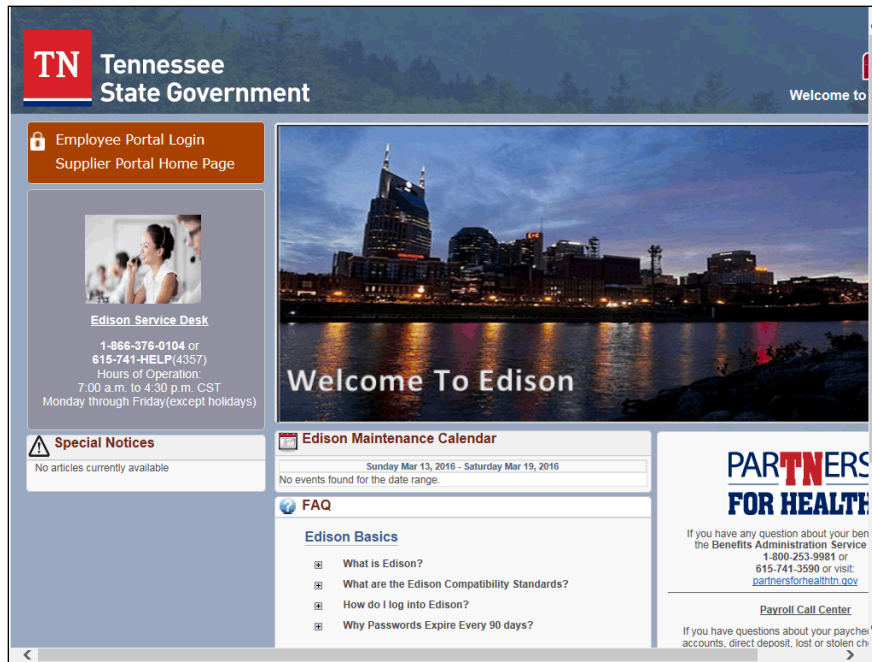 TN
Tennessee
State Government
Welcome to
Employee Portal Login
Supplier Portal Home Page
Edison Service Desk
1-866-376-0104 or
615-741-HELP(4357)
Hours of Operation:
7:00 a.m. to 4:30 p.m. CST
Monday through Friday(except holidays)
Special Notices
No articles currently available
Welcome To Edison
Edison Maintenance Calendar
Sunday Mar 13, 2016 - Saturday Mar 19, 2016
No events found for the date range.
FAQ
Edison Basics
What is Edison?
What are the Edison Compatibility Standards?
How do I log into Edison?
Why Passwords Expire Every 90 days?
PARTNERS
FOR HEALTH
If you have any question about your ben
the Benefits Administration Service
1-800-253-9981 or
615-741-3590 or visit:
partnersforhealthtn.gov
Payroll Call Center
If you have questions about your paychec
accounts, direct deposit, lost or stolen ch